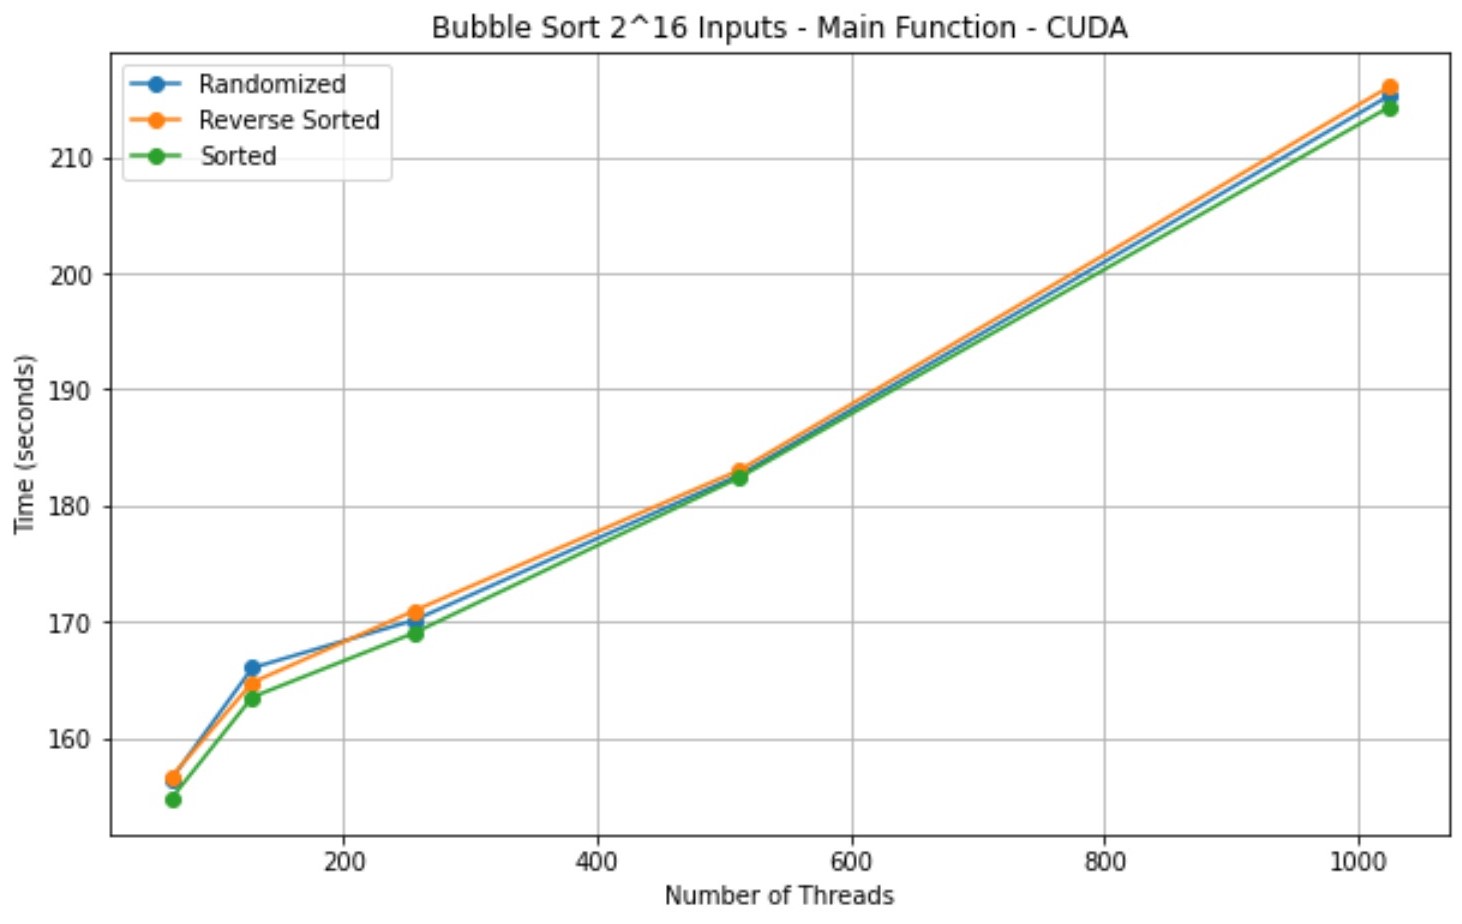 Bubble Sort 2^16 Inputs - Main Function - CUDA
Randomized
Reverse Sorted
Sorted
210
200
190
180
170
160
Time (seconds)
200
400
600
800
1000
Number of Threads